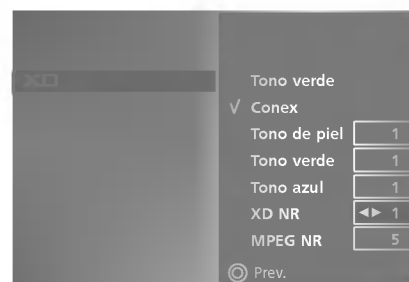 XD
Tono verde
√ Conex
Tono de piel 1
Tono verde 1
Tono azul 1
XD NR ◀▶ 1
MPEG NR 5
Prev.